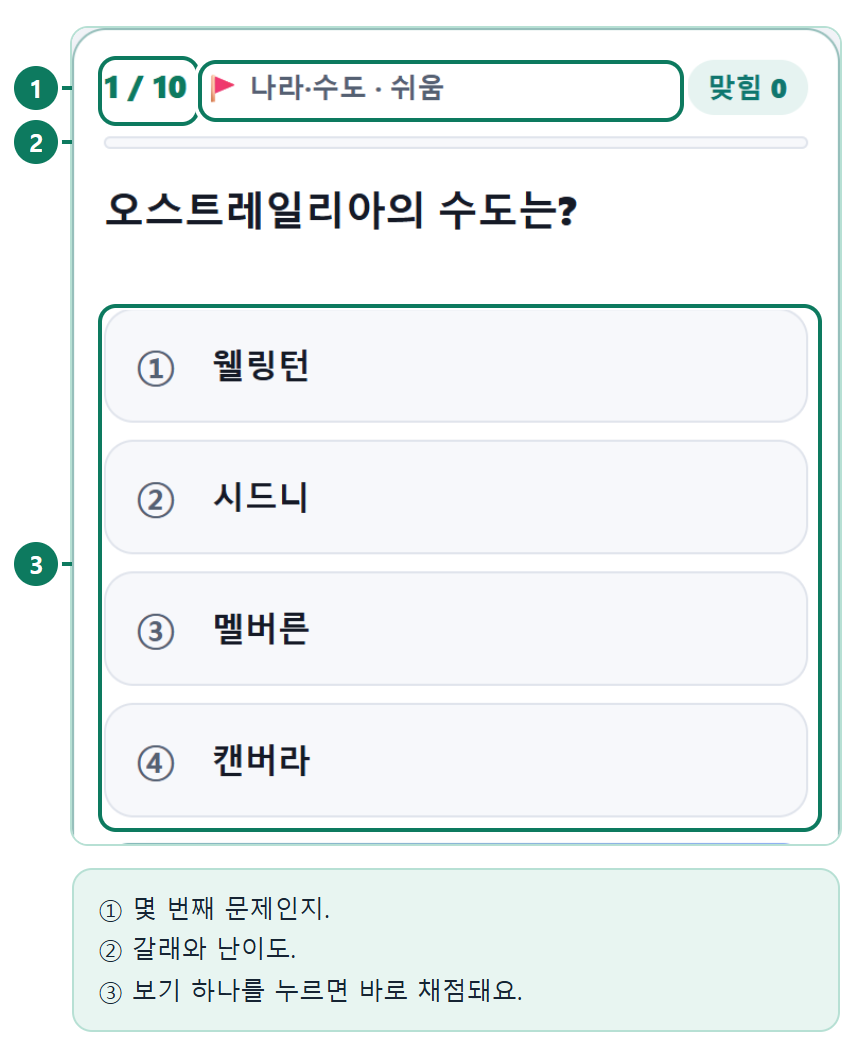 1
1 / 10 🚩 나라·수도 · 쉬움 맞힘 0
2
오스트레일리아의 수도는?
① 웰링턴
② 시드니
3
③ 멜버른
④ 캔버라
① 몇 번째 문제인지.
② 갈래와 난이도.
③ 보기 하나를 누르면 바로 채점돼요.